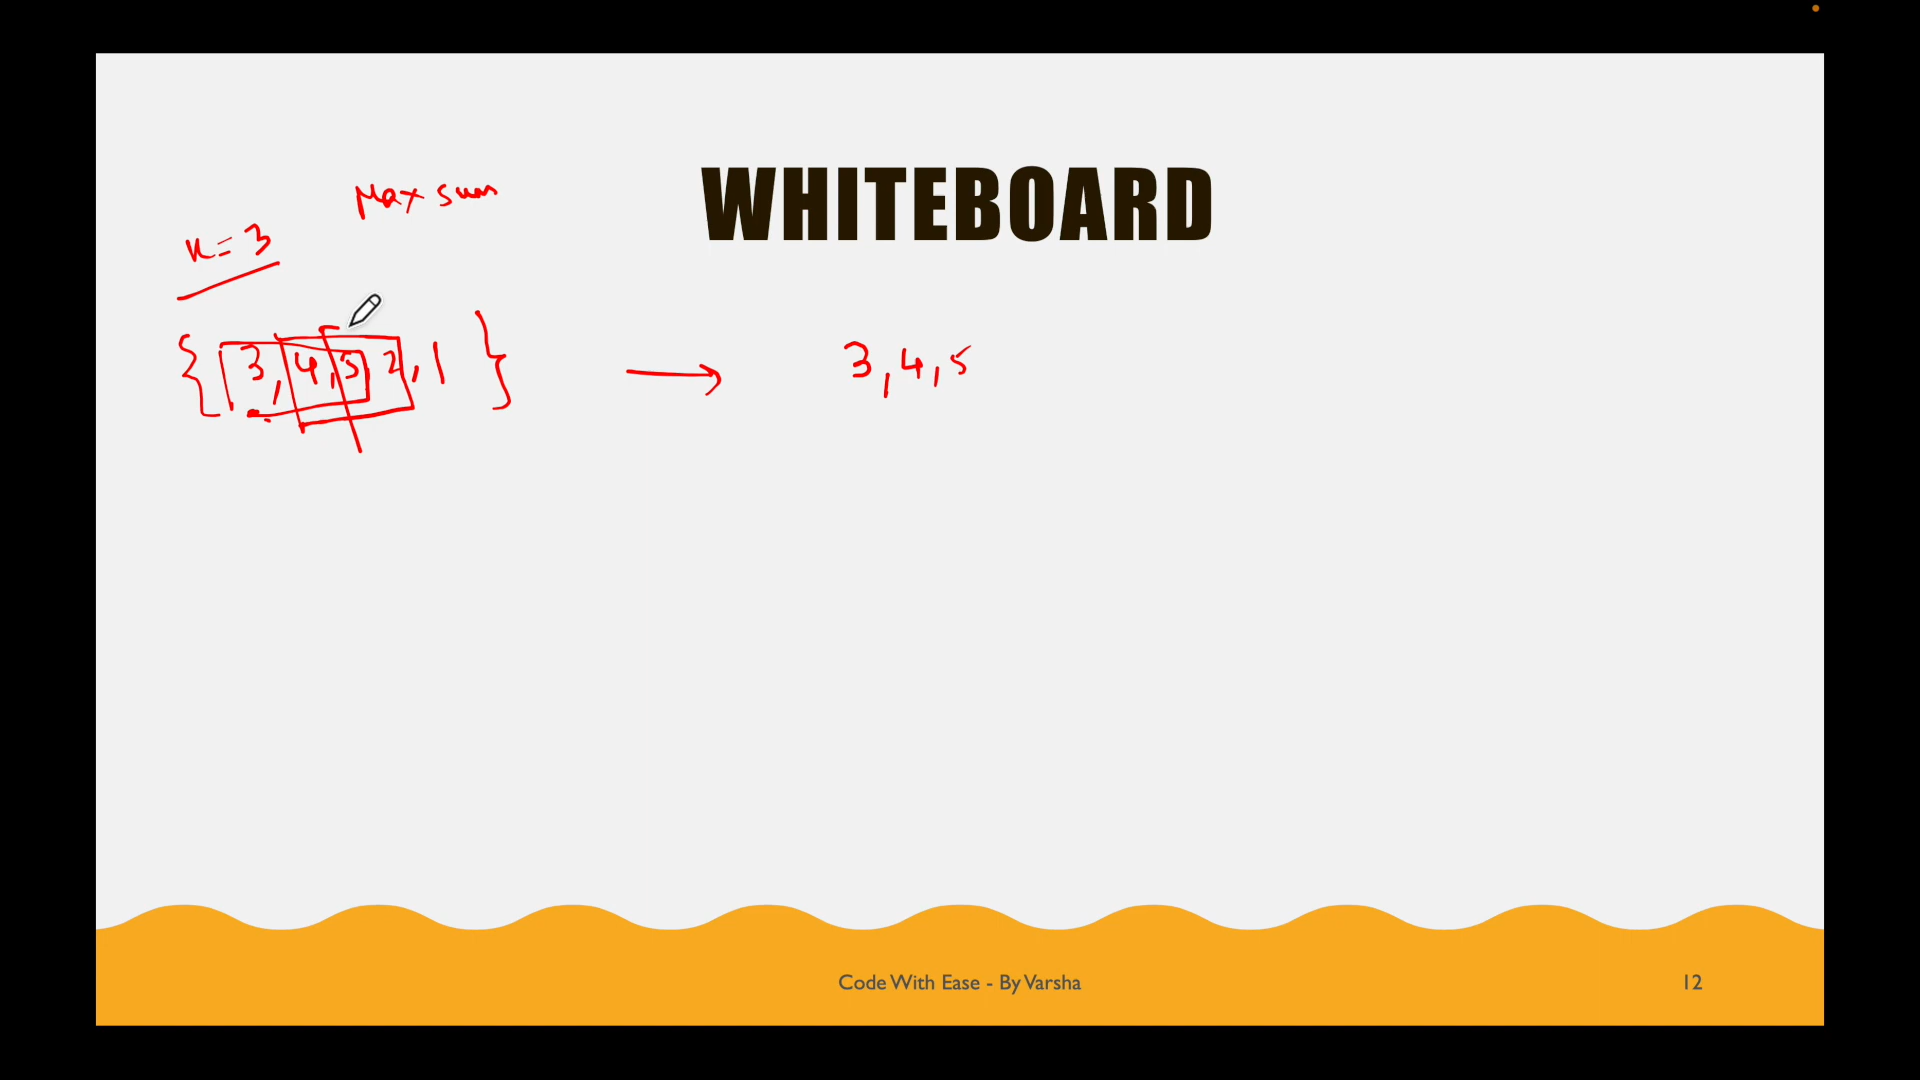 WHITEBOARD
Max sum
k=3
{3,4,5,2,1} → 3,4,5
Code With Ease - By Varsha
12